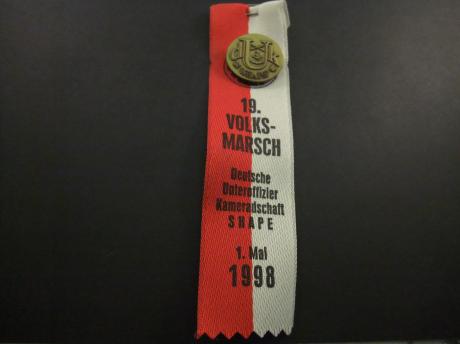 d U k
19.
VOLKS-
MARSCH
Deutsche
Unteroffizier
Kameradschaft
SHAPE
1. Mai
1998